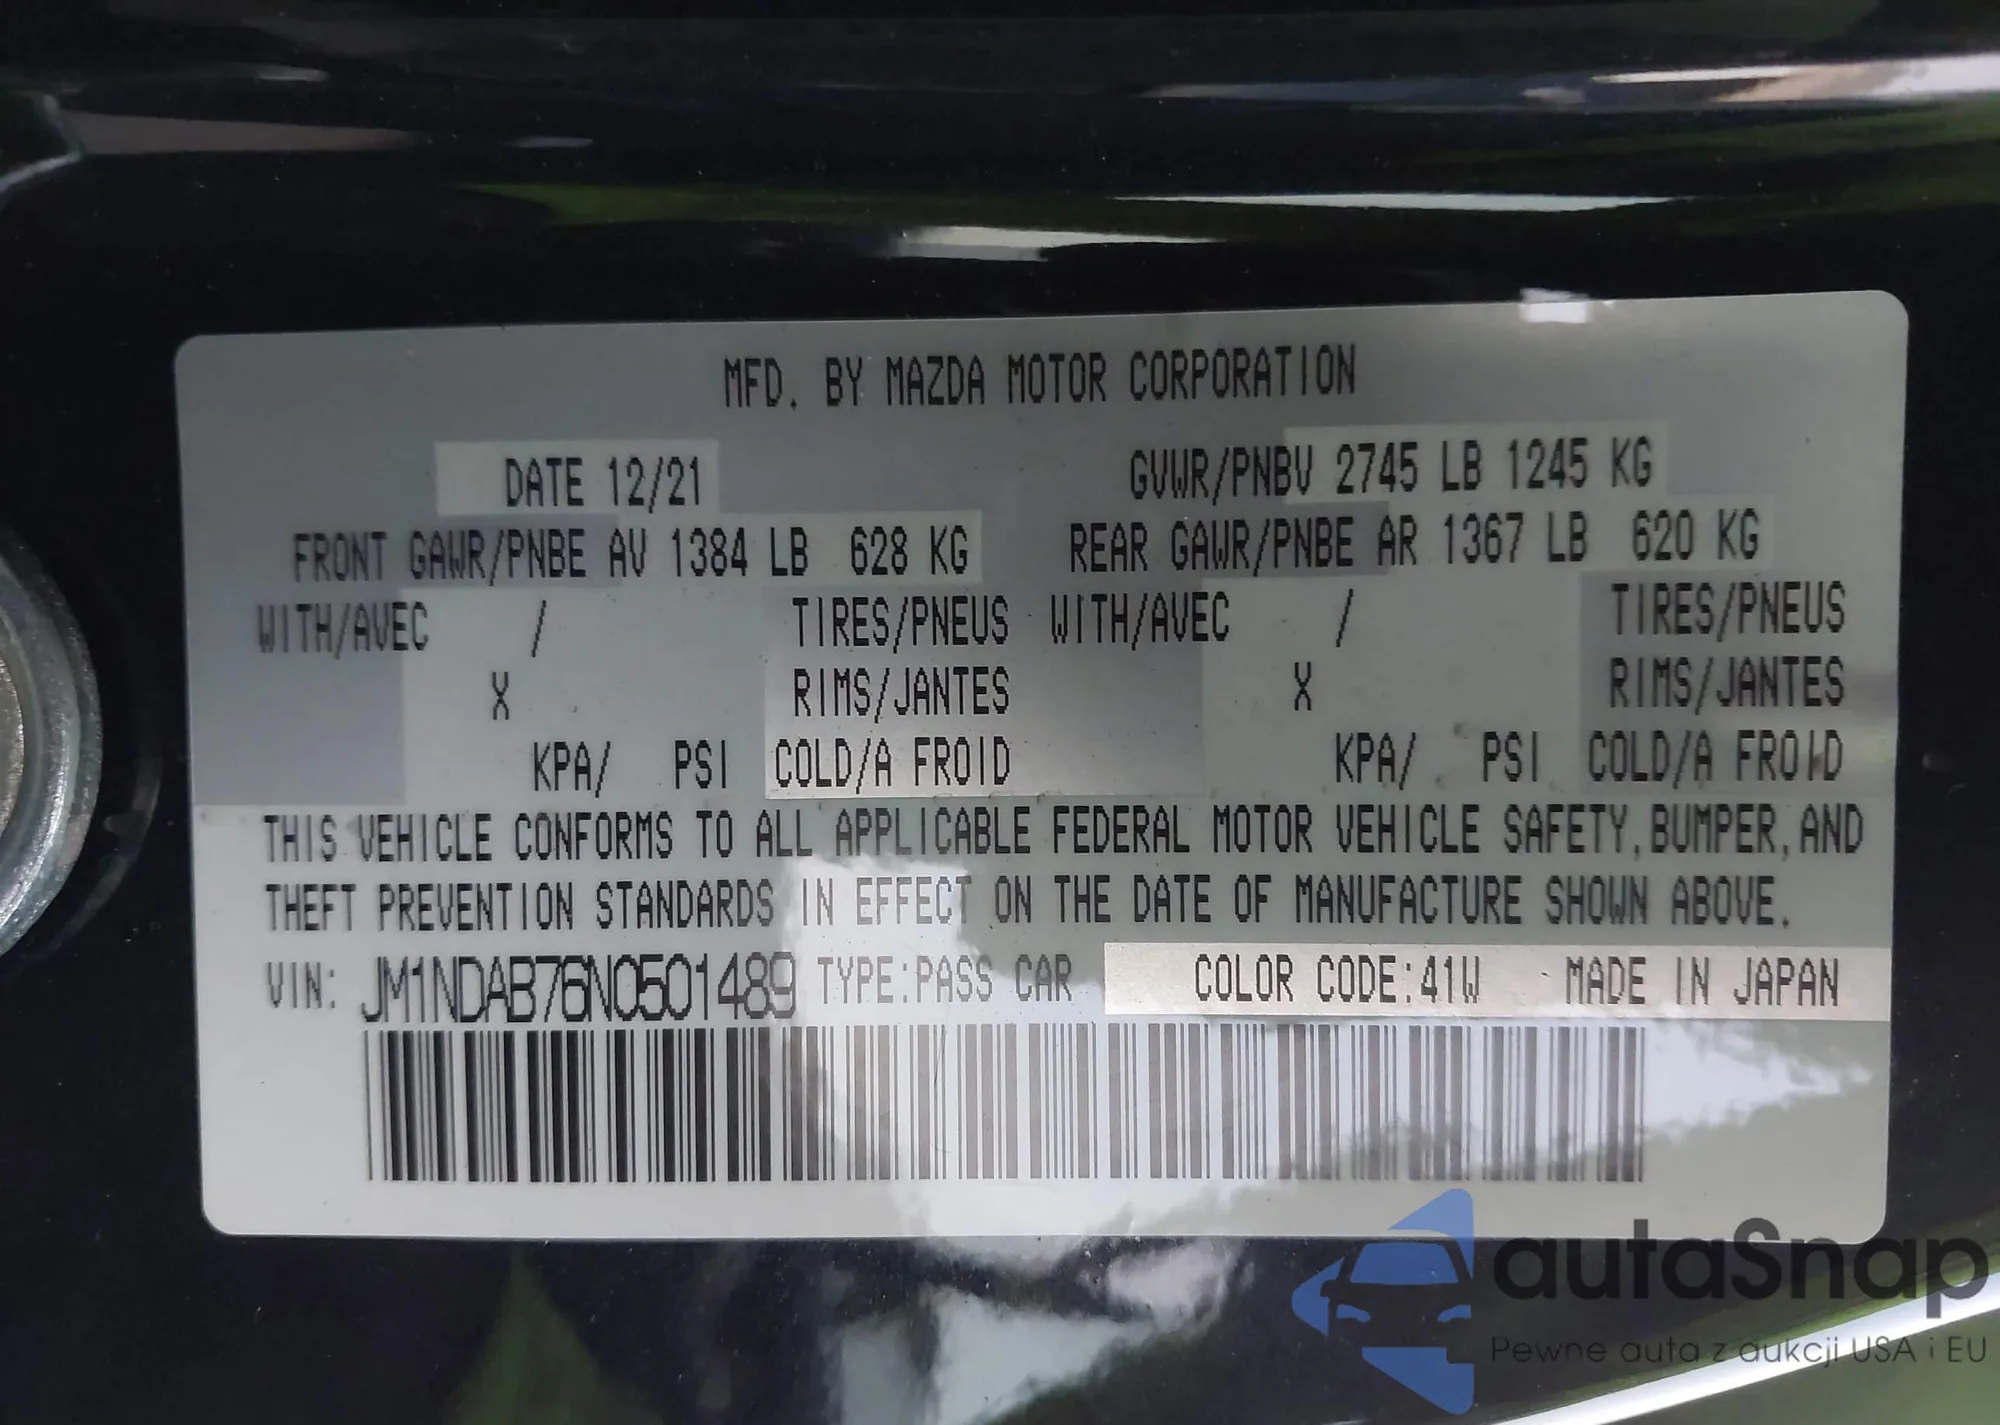 MFD. BY MAZDA MOTOR CORPORATION
DATE 12/21 GVWR/PNBV 2745 LB 1245 KG
FRONT GAWR/PNBE AV 1384 LB 628 KG REAR GAWR/PNBE AR 1367 LB 620 KG
WITH/AVEC / TIRES/PNEUS WITH/AVEC / TIRES/PNEUS
X RIMS/JANTES X RIMS/JANTES
KPA/ PSI COLD/A FROID KPA/ PSI COLD/A FROID
THIS VEHICLE CONFORMS TO ALL APPLICABLE FEDERAL MOTOR VEHICLE SAFETY, BUMPER, AND
THEFT PREVENTION STANDARDS IN EFFECT ON THE DATE OF MANUFACTURE SHOWN ABOVE.
VIN: JM1NDAB76N0501489 TYPE: PASS CAR COLOR CODE: 41W MADE IN JAPAN
autaSnap
Pewne auta z aukcji USA i EU